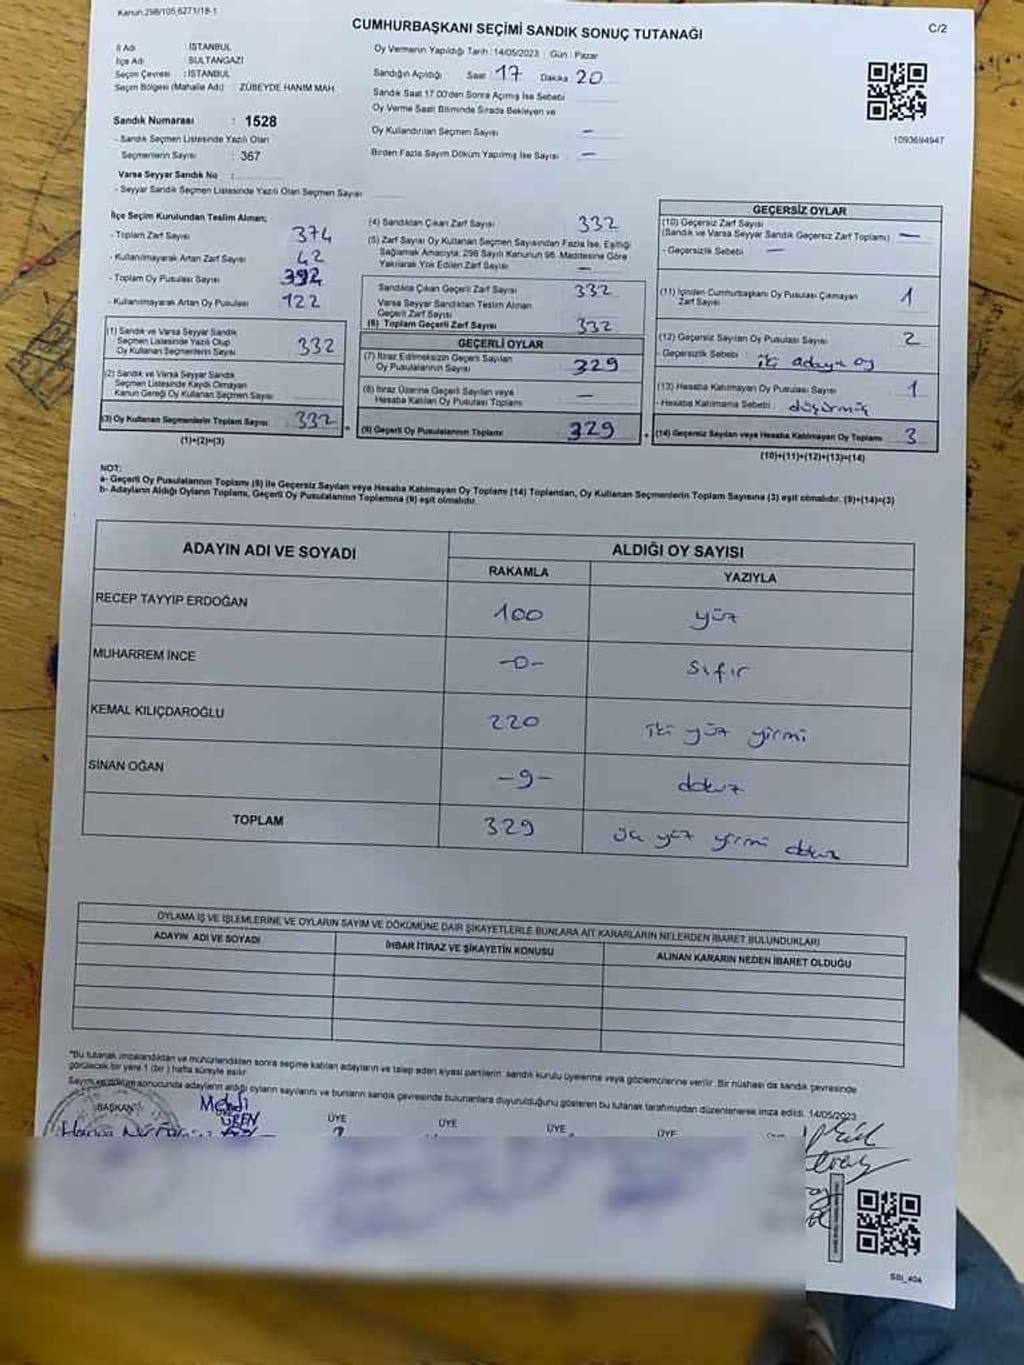 Kanun:298/105,6271/18-1
CUMHURBAŞKANI SEÇİMİ SANDIK SONUÇ TUTANAĞI
C/2
İl Adı : İSTANBUL
İlçe Adı SULTANGAZİ
Seçim Çevresi : İSTANBUL
Seçim Bölgesi (Mahalle Adı) : ZÜBEYDE HANIM MAH.
Oy Vermenin Yapıldığı Tarih : 14/05/2023 Gün : Pazar
Sandığın Açıldığı Saat 17 Dakika 20
Sandık Saat 17.00'den Sonra Açılmış İse Sebebi
Oy Verme Saati Bitiminde Sırada Bekleyen ve
Oy Kullandırılan Seçmen Sayısı —
Birden Fazla Sayım Döküm Yapılmış İse Sayısı —
1093694947
Sandık Numarası : 1528
- Sandık Seçmen Listesinde Yazılı Olan
Seçmenlerin Sayısı : 367
Varsa Seyyar Sandık No :
- Seyyar Sandık Seçmen Listesinde Yazılı Olan Seçmen Sayısı
İlçe Seçim Kurulundan Teslim Alınan;
- Toplam Zarf Sayısı 374
- Kullanılmayarak Artan Zarf Sayısı 42
- Toplam Oy Pusulası Sayısı 392
- Kullanılmayarak Artan Oy Pusulası 122
(1) Sandık ve Varsa Seyyar Sandık
Seçmen Listesinde Yazılı Olup
Oy Kullanan Seçmenlerin Sayısı 332
(2) Sandık ve Varsa Seyyar Sandık
Seçmen Listesinde Kaydı Olmayan
Kanun Gereği Oy Kullanan Seçmen Sayısı
(3) Oy Kullanan Seçmenlerin Toplam Sayısı 332
(1)+(2)=(3)
(4) Sandıktan Çıkan Zarf Sayısı 332
(5) Zarf Sayısı Oy Kullanan Seçmen Sayısından Fazla İse, Eşitliği
Sağlamak Amacıyla; 298 Sayılı Kanunun 98. Maddesine Göre
Yakılarak Yok Edilen Zarf Sayısı —
Sandıkta Çıkan Geçerli Zarf Sayısı 332
Varsa Seyyar Sandıktan Teslim Alınan
Geçerli Zarf Sayısı
(6) Toplam Geçerli Zarf Sayısı 332
GEÇERLİ OYLAR
(7) İtiraz Edilmeksizin Geçerli Sayılan
Oy Pusulalarının Sayısı 329
(8) İtiraz Üzerine Geçerli Sayılan veya
Hesaba Katılan Oy Pusulası Toplamı —
(9) Geçerli Oy Pusulalarının Toplamı 329
GEÇERSİZ OYLAR
(10) Geçersiz Zarf Sayısı
(Sandık ve Varsa Seyyar Sandık Geçersiz Zarf Toplamı) —
- Geçersizlik Sebebi —
(11) İçinden Cumhurbaşkanı Oy Pusulası Çıkmayan
Zarf Sayısı 1
(12) Geçersiz Sayılan Oy Pusulası Sayısı 2
- Geçersizlik Sebebi : iki adaya oy
(13) Hesaba Katılmayan Oy Pusulası Sayısı 1
- Hesaba Katılmama Sebebi : düşürmüş
(14) Geçersiz Sayılan veya Hesaba Katılmayan Oy Toplamı 3
(10)+(11)+(12)+(13)=(14)
NOT:
a- Geçerli Oy Pusulalarının Toplamı (9) ile Geçersiz Sayılan veya Hesaba Katılmayan Oy Toplamı (14) Toplamları, Oy Kullanan Seçmenlerin Toplam Sayısına (3) eşit olmalıdır. (9)+(14)=(3)
b- Adayların Aldığı Oyların Toplamı, Geçerli Oy Pusulalarının Toplamına (9) eşit olmalıdır.
ADAYIN ADI VE SOYADI ALDIĞI OY SAYISI
RAKAMLA YAZIYLA
RECEP TAYYİP ERDOĞAN 100 yüz
MUHARREM İNCE -0- sıfır
KEMAL KILIÇDAROĞLU 220 iki yüz yirmi
SİNAN OĞAN -9- dokuz
TOPLAM 329 üç yüz yirmi dokuz
OYLAMA İŞ VE İŞLEMLERİNE VE OYLARIN SAYIM VE DÖKÜMÜNE DAİR ŞİKAYETLERLE BUNLARA AİT KARARLARIN NELERDEN İBARET BULUNDUKLARI
ADAYIN ADI VE SOYADI İHBAR İTİRAZ VE ŞİKAYETİN KONUSU ALINAN KARARIN NEDEN İBARET OLDUĞU
*Bu tutanak imzalandıktan ve mühürlendikten sonra seçime katılan adayların ve talep eden siyasi partilerin sandık kurulu üyelerine veya gözlemcilerine verilir. Bir nüshası da sandık çevresinde
görülecek bir yere 1 (bir) hafta süreyle asılır.
Sayım ve döküm sonucunda adayların aldığı oyların sayılarını ve bunların sandık çevresinde bulunanlara duyurulduğunu gösteren bu tutanak tarafımızdan düzenlenerek imza edildi. 14/05/2023
BAŞKAN Mehdi ÜYE ÜYE ÜYE ÜYE
EREN
SSI_404